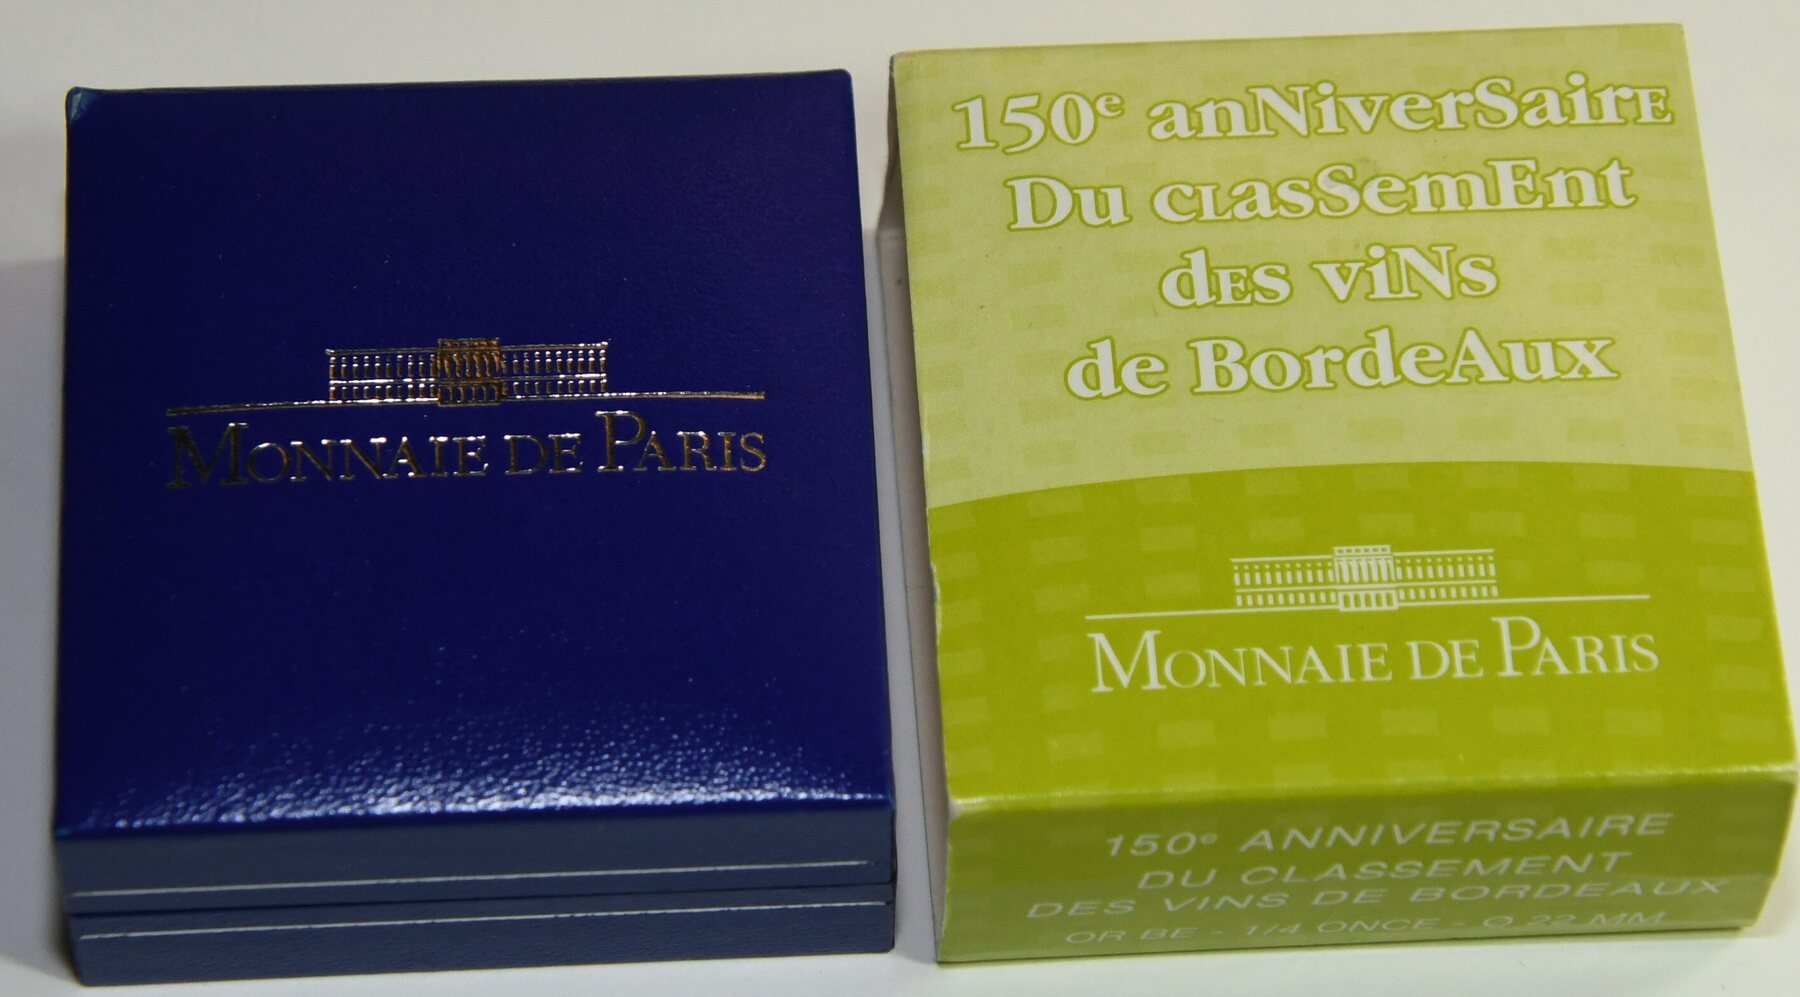 MONNAIE DE PARIS
150e anNiverSairE
Du cLasSemEnt
dEs viNs
de BordeAux
MONNAIE DE PARIS
150e ANNIVERSAIRE
DU CLASSEMENT
DES VINS DE BORDEAUX
OR BE - 1/4 ONCE - Ø 22 MM